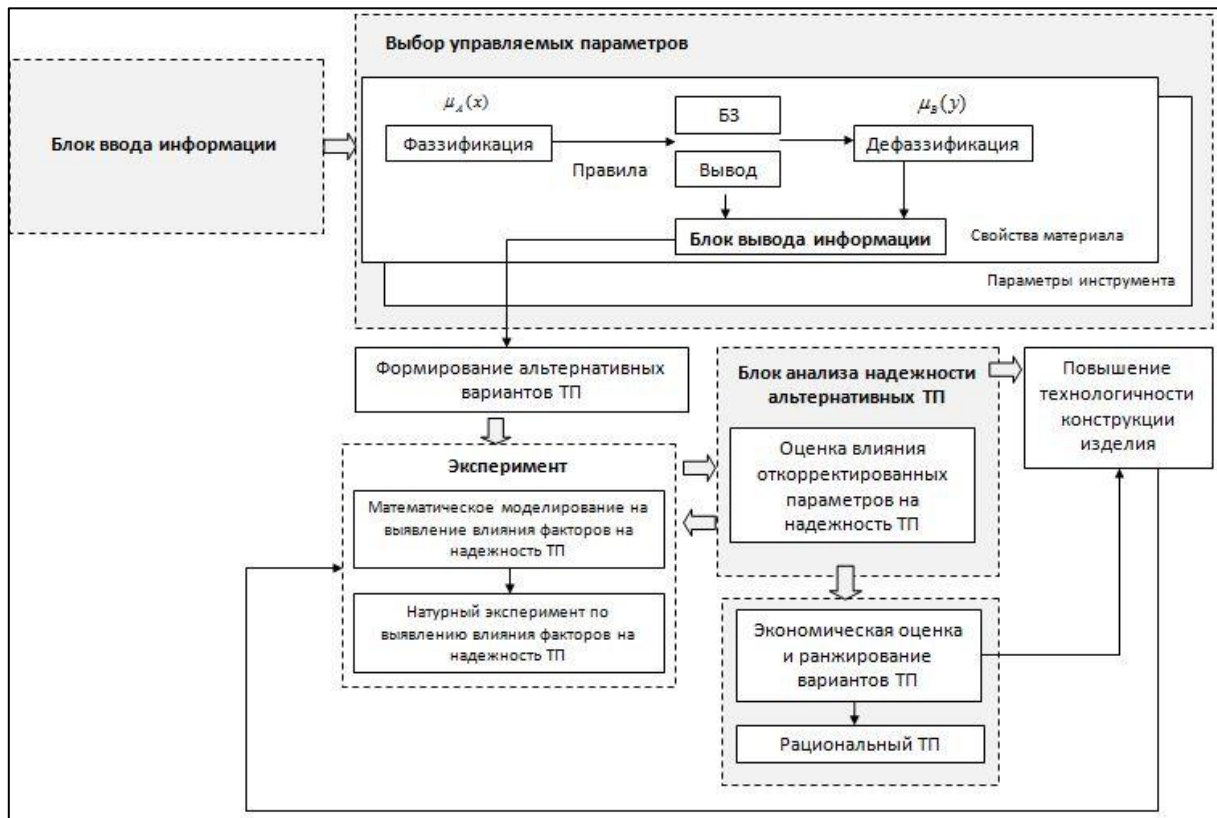 Выбор управляемых параметров
Блок ввода информации
μA(x)
Фаззификация
Правила
БЗ
Вывод
μB(y)
Дефаззификация
Блок вывода информации
Свойства материала
Параметры инструмента
Формирование альтернативных
вариантов ТП
Эксперимент
Математическое моделирование на
выявление влияния факторов на
надежность ТП
Натурный эксперимент по
выявлению влияния факторов на
надежность ТП
Блок анализа надежности
альтернативных ТП
Оценка влияния
откорректированных
параметров на
надежность ТП
Повышение
технологичности
конструкции
изделия
Экономическая оценка
и ранжирование
вариантов ТП
Рациональный ТП